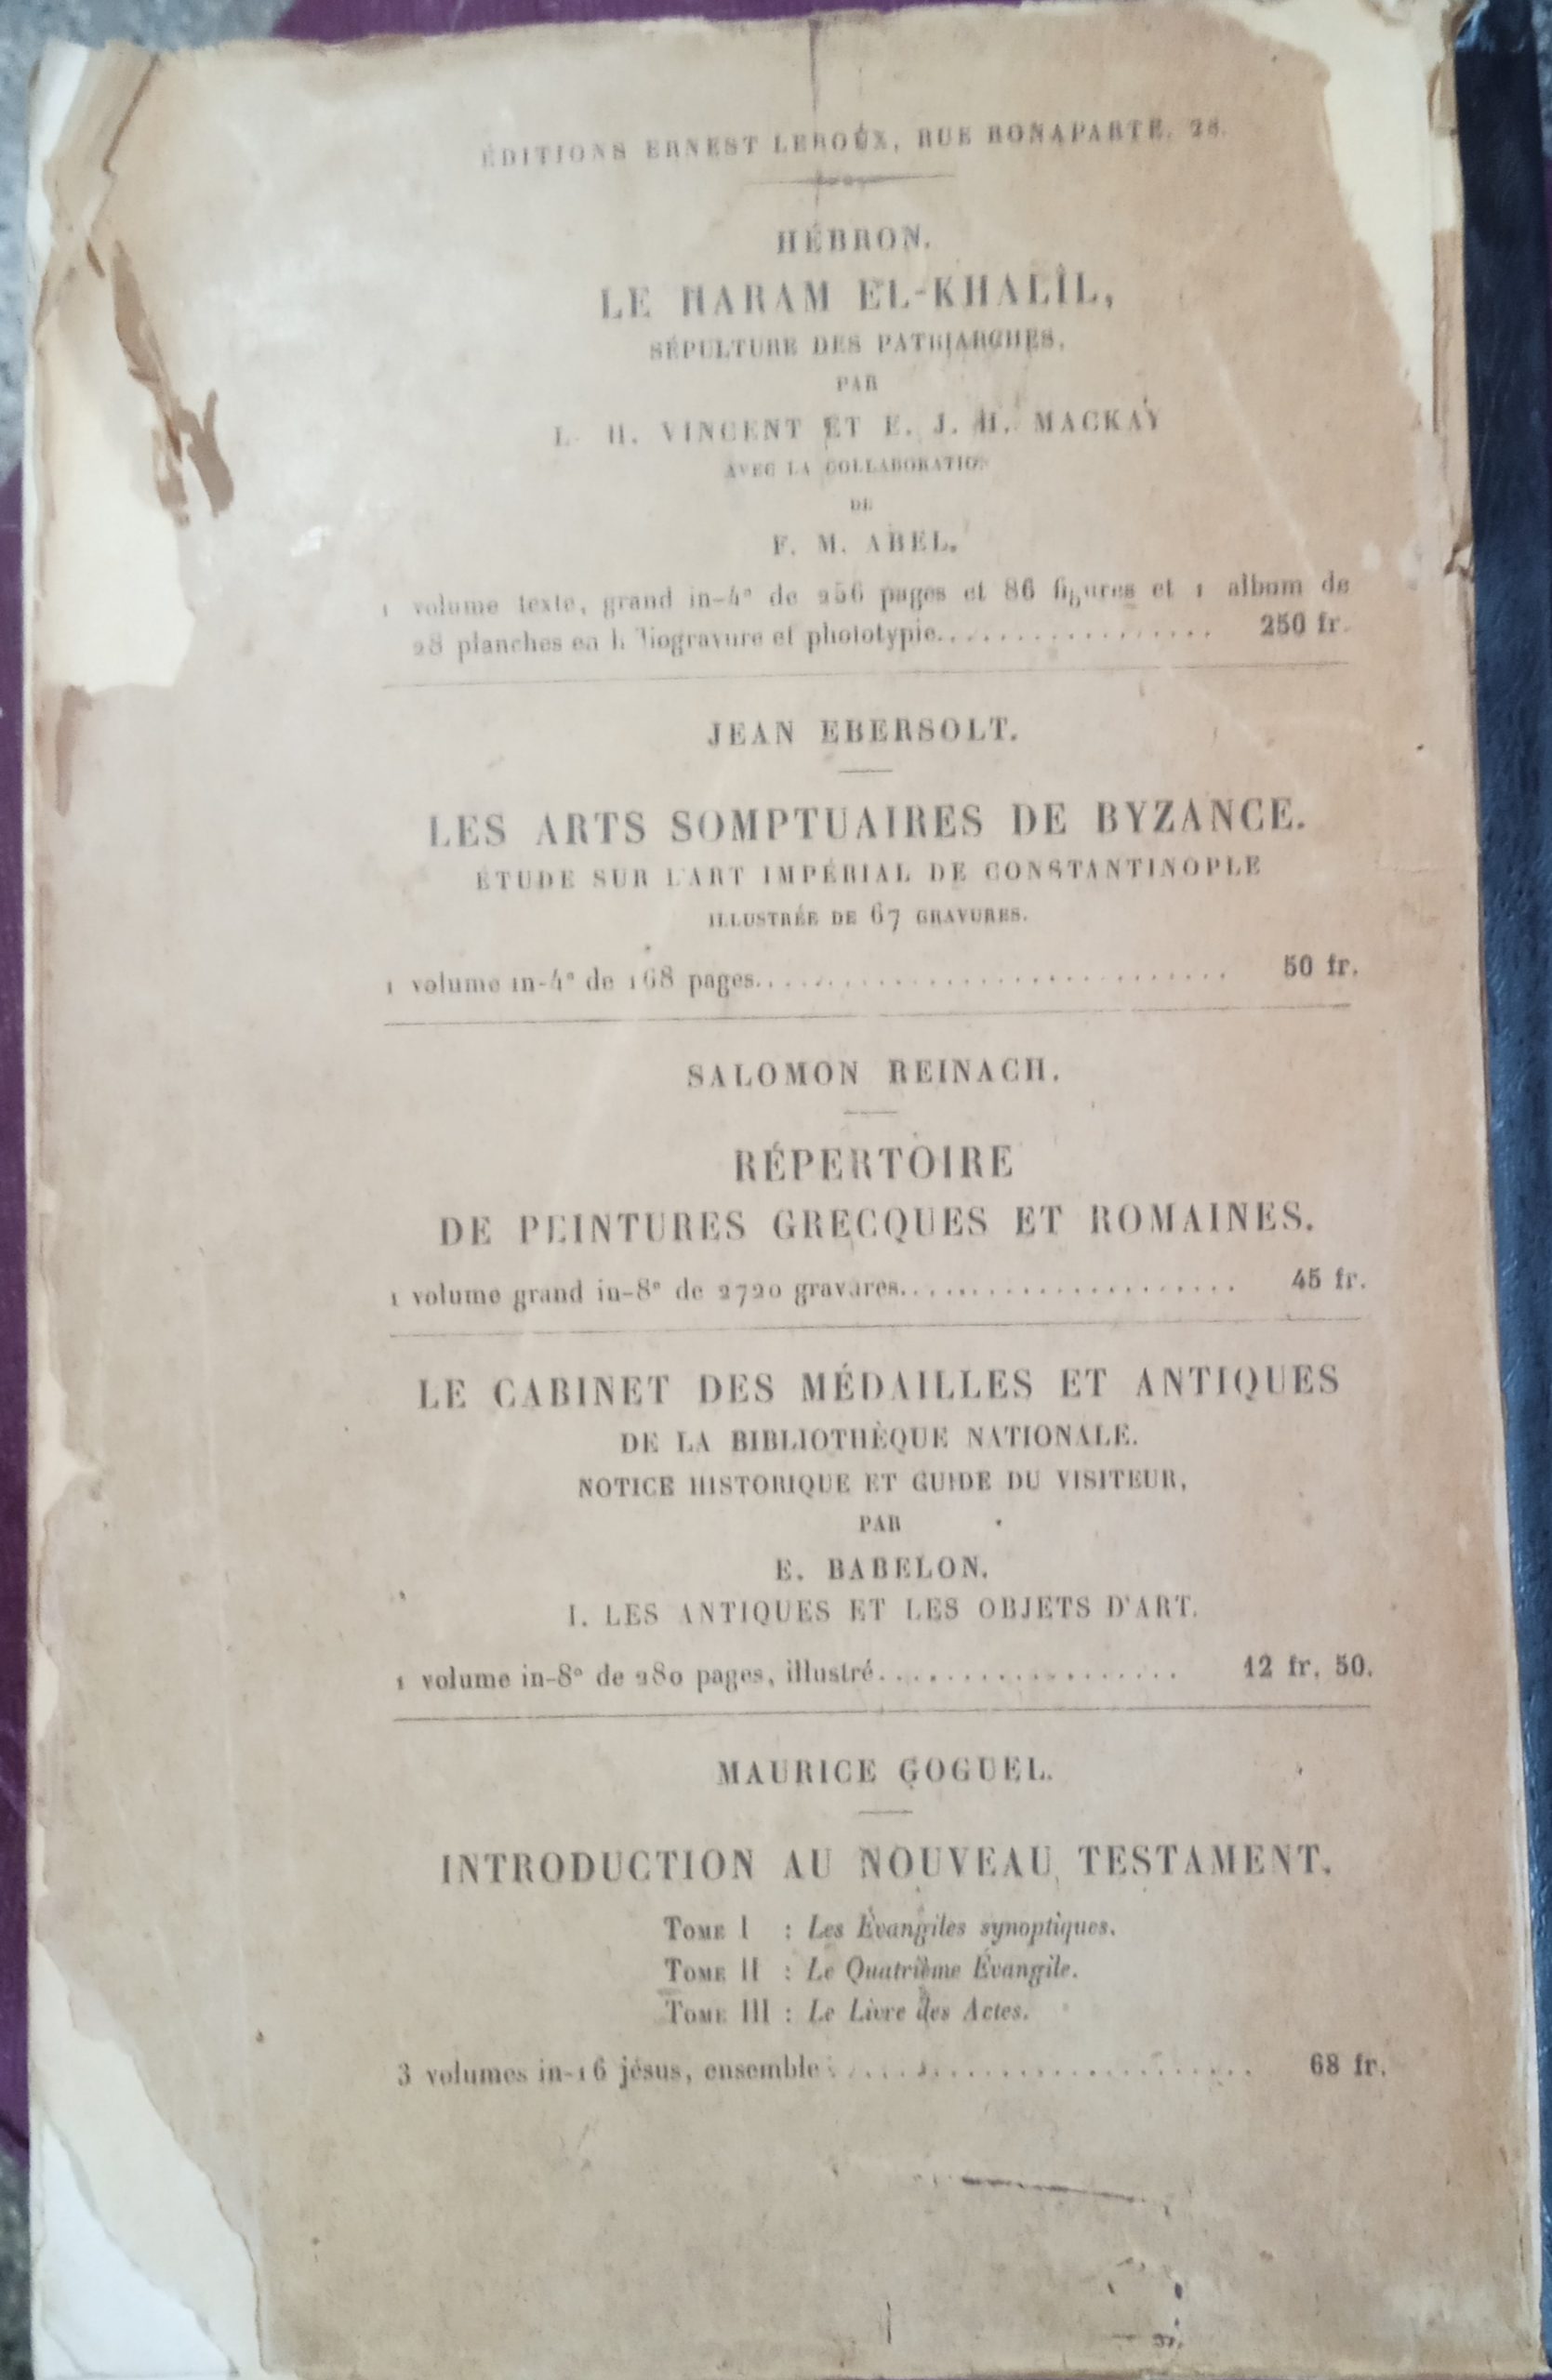 ÉDITIONS ERNEST LEROUX, RUE BONAPARTE, 28.
HÉBRON.
LE HARAM EL-KHALÎL,
SÉPULTURE DES PATRIARCHES,
PAR
L. H. VINCENT ET E. J. H. MACKAY
AVEC LA COLLABORATION
DE
F. M. ABEL.
1 volume texte, grand in-4° de 256 pages et 86 figures et 1 album de
28 planches en héliogravure et phototypie.................. 250 fr.
JEAN EBERSOLT.
LES ARTS SOMPTUAIRES DE BYZANCE.
ÉTUDE SUR L'ART IMPÉRIAL DE CONSTANTINOPLE
ILLUSTRÉE DE 67 GRAVURES.
1 volume in-4° de 168 pages............................. 50 fr.
SALOMON REINACH.
RÉPERTOIRE
DE PEINTURES GRECQUES ET ROMAINES.
1 volume grand in-8° de 2720 gravures...................... 45 fr.
LE CABINET DES MÉDAILLES ET ANTIQUES
DE LA BIBLIOTHÈQUE NATIONALE.
NOTICE HISTORIQUE ET GUIDE DU VISITEUR,
PAR
E. BABELON.
I. LES ANTIQUES ET LES OBJETS D'ART.
1 volume in-8° de 280 pages, illustré................... 12 fr. 50.
MAURICE GOGUEL.
INTRODUCTION AU NOUVEAU TESTAMENT.
TOME I : Les Évangiles synoptiques.
TOME II : Le Quatrième Évangile.
TOME III : Le Livre des Actes.
3 volumes in-16 jésus, ensemble.......................... 68 fr.